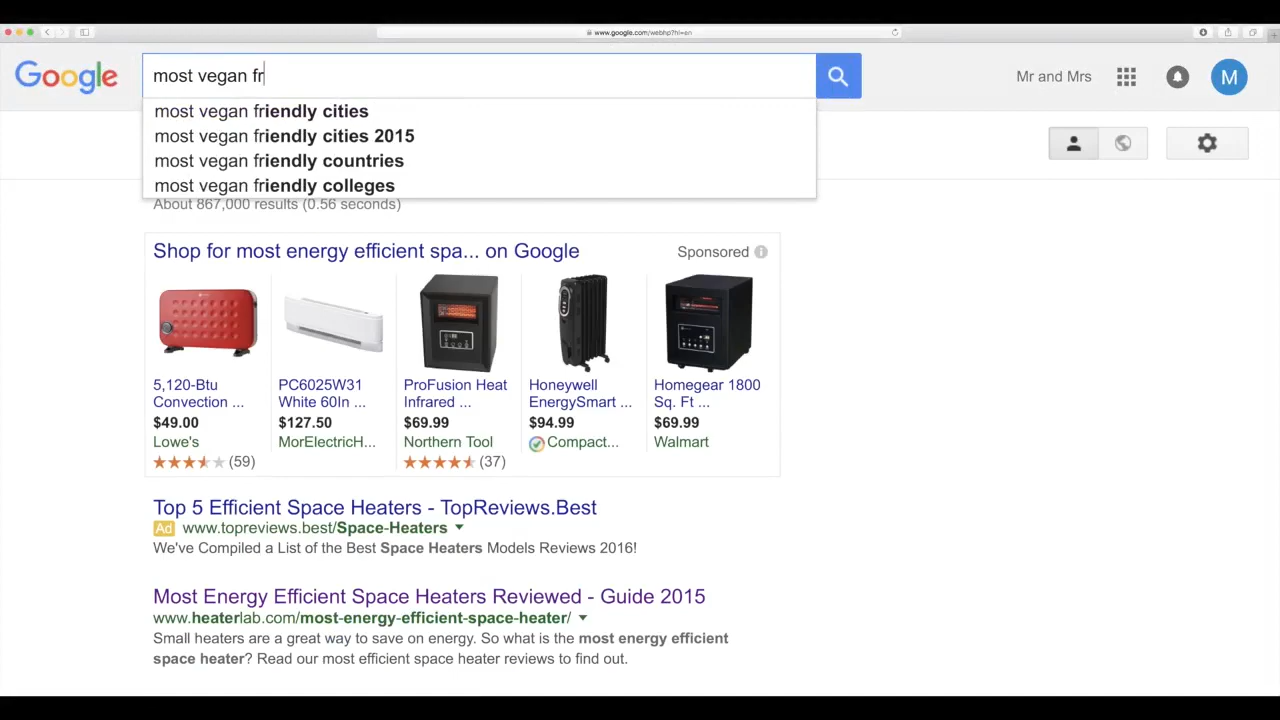 www.google.com/webhp?hl=en
Google
most vegan fr
Mr and Mrs
M
most vegan friendly cities
most vegan friendly cities 2015
most vegan friendly countries
most vegan friendly colleges
About 867,000 results (0.56 seconds)
Shop for most energy efficient spa... on Google
Sponsored
5,120-Btu
Convection ...
$49.00
Lowe's
(59)
PC6025W31
White 60In ...
$127.50
MorElectricH...
ProFusion Heat
Infrared ...
$69.99
Northern Tool
(37)
Honeywell
EnergySmart ...
$94.99
Compact...
Homegear 1800
Sq. Ft ...
$69.99
Walmart
Top 5 Efficient Space Heaters - TopReviews.Best
Ad www.topreviews.best/Space-Heaters
We've Compiled a List of the Best Space Heaters Models Reviews 2016!
Most Energy Efficient Space Heaters Reviewed - Guide 2015
www.heaterlab.com/most-energy-efficient-space-heater/
Small heaters are a great way to save on energy. So what is the most energy efficient
space heater? Read our most efficient space heater reviews to find out.